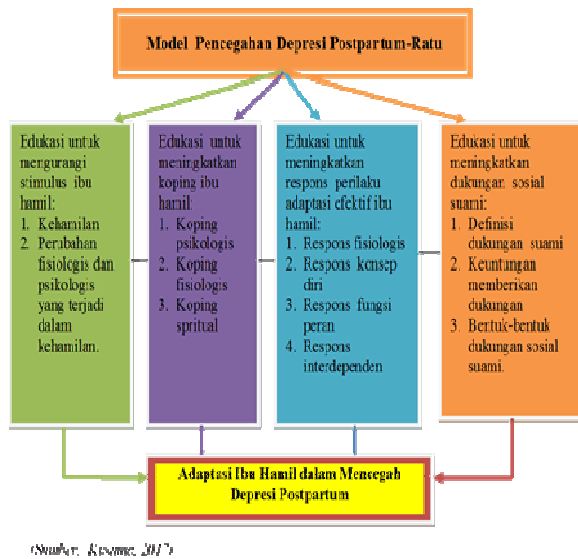 Model Pencegahan Depresi Postpartum-Ratu
Edukasi untuk
mengurangi
stimulus ibu
hamil:
1. Kehamilan
2. Perubahan
fisiologis dan
psikologis
yang terjadi
dalam
kehamilan.
Edukasi untuk
meningkatkan
koping ibu
hamil:
1. Koping
psikologis
2. Koping
fisiologis
3. Koping
spritual
Edukasi untuk
meningkatkan
respons perilaku
adaptasi efektif ibu
hamil:
1. Respons fisiologis
2. Respons konsep
diri
3. Respons fungsi
peran
4. Respons
interdependen
Edukasi untuk
meningkatkan
dukungan sosial
suami:
1. Definisi
dukungan suami
2. Keuntungan
memberikan
dukungan
3. Bentuk-bentuk
dukungan sosial
suami.
Adaptasi Ibu Hamil dalam Mencegah
Depresi Postpartum
(Sumber, 2017)